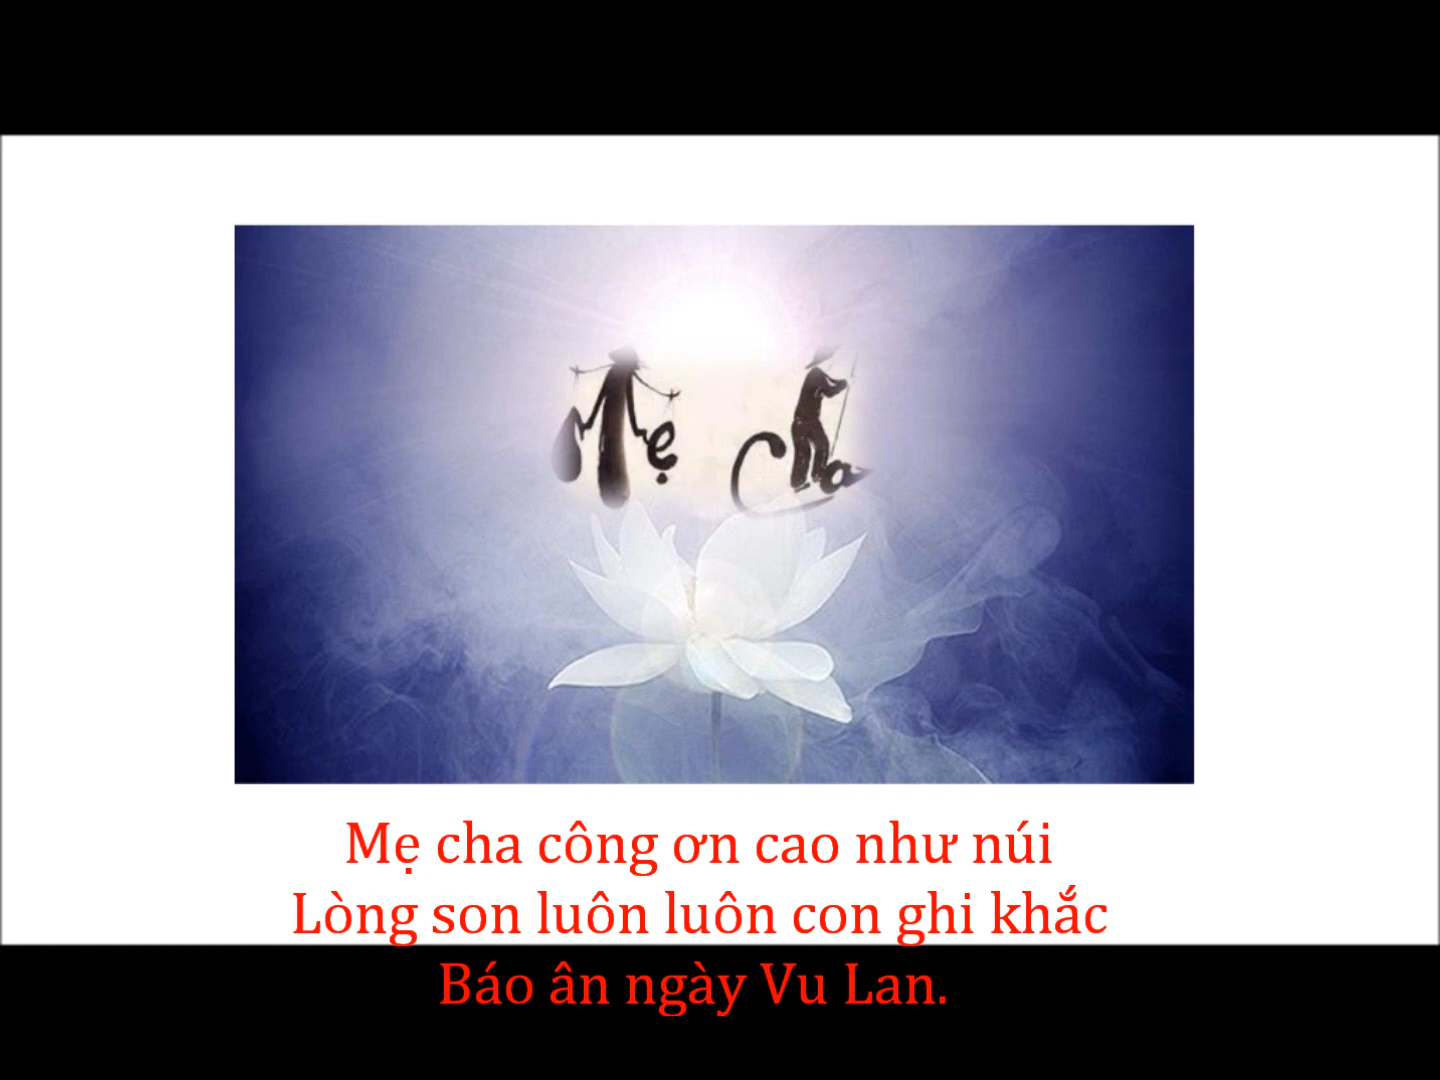 Mẹ Cha
Mẹ cha công ơn cao như núi
Lòng son luôn luôn con ghi khắc
Báo ân ngày Vu Lan.